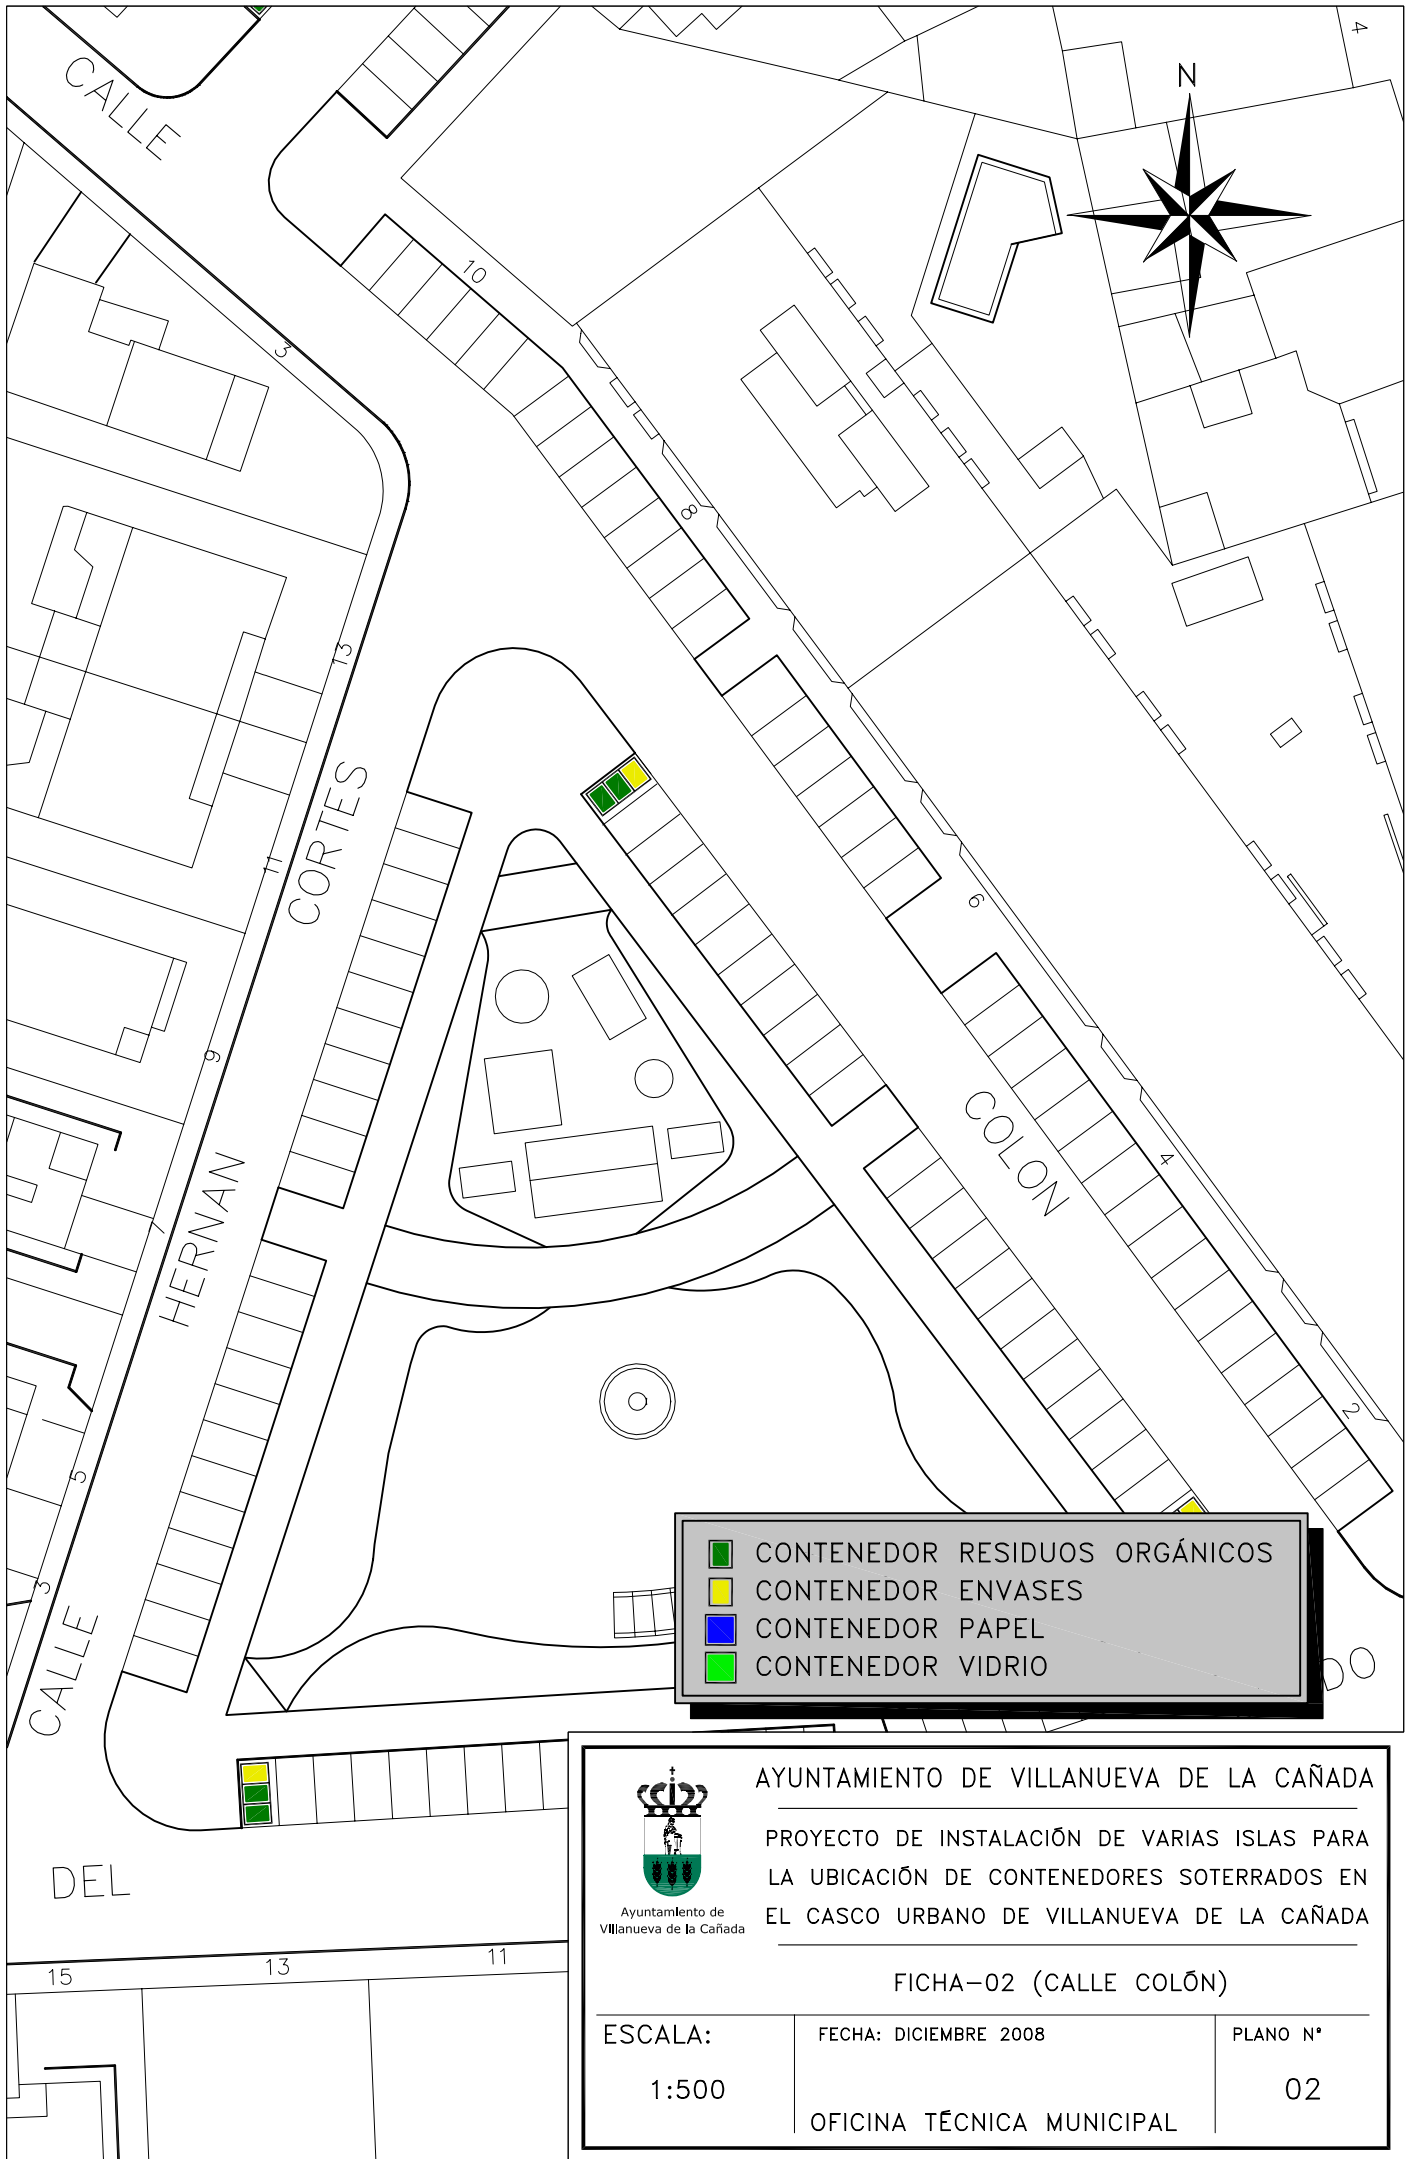 4
N
CALLE
10
3
8
13
CORTES
11
6
9
COLON
4
HERNAN
7
2
5
3
CALLE
CONTENEDOR RESIDUOS ORGÁNICOS
CONTENEDOR ENVASES
CONTENEDOR PAPEL
CONTENEDOR VIDRIO
DO
DEL
15
13
11
Ayuntamiento de
Villanueva de la Cañada
AYUNTAMIENTO DE VILLANUEVA DE LA CAÑADA
PROYECTO DE INSTALACIÓN DE VARIAS ISLAS PARA
LA UBICACIÓN DE CONTENEDORES SOTERRADOS EN
EL CASCO URBANO DE VILLANUEVA DE LA CAÑADA
FICHA-02 (CALLE COLÓN)
ESCALA:
1:500
FECHA: DICIEMBRE 2008
OFICINA TÉCNICA MUNICIPAL
PLANO Nº
02